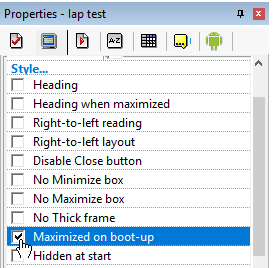 Properties - lap test
A-Z
Style...
Heading
Heading when maximized
Right-to-left reading
Right-to-left layout
Disable Close button
No Minimize box
No Maximize box
No Thick frame
Maximized on boot-up
Hidden at start